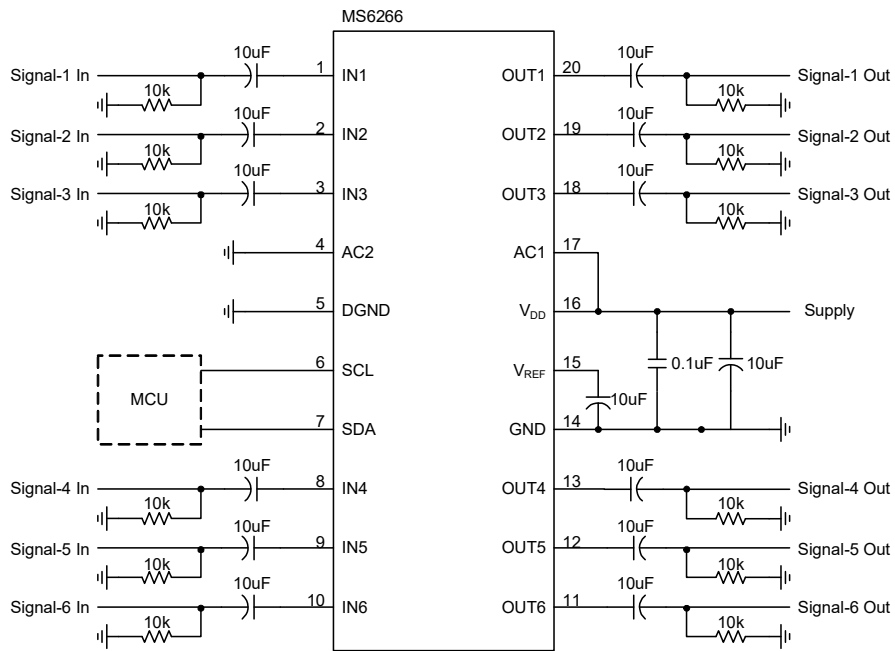 MS6266
10uF
10uF
Signal-1 In
1
IN1
OUT1
20
Signal-1 Out
10k
10k
10uF
10uF
Signal-2 In
2
IN2
OUT2
19
Signal-2 Out
10k
10k
10uF
10uF
Signal-3 In
3
IN3
OUT3
18
Signal-3 Out
10k
10k
4
AC2
AC1
17
5
DGND
VDD
16
Supply
6
SCL
VREF
15
0.1uF
10uF
MCU
10uF
7
SDA
GND
14
10uF
10uF
Signal-4 In
8
IN4
OUT4
13
Signal-4 Out
10k
10k
10uF
10uF
Signal-5 In
9
IN5
OUT5
12
Signal-5 Out
10k
10k
10uF
10uF
Signal-6 In
10
IN6
OUT6
11
Signal-6 Out
10k
10k